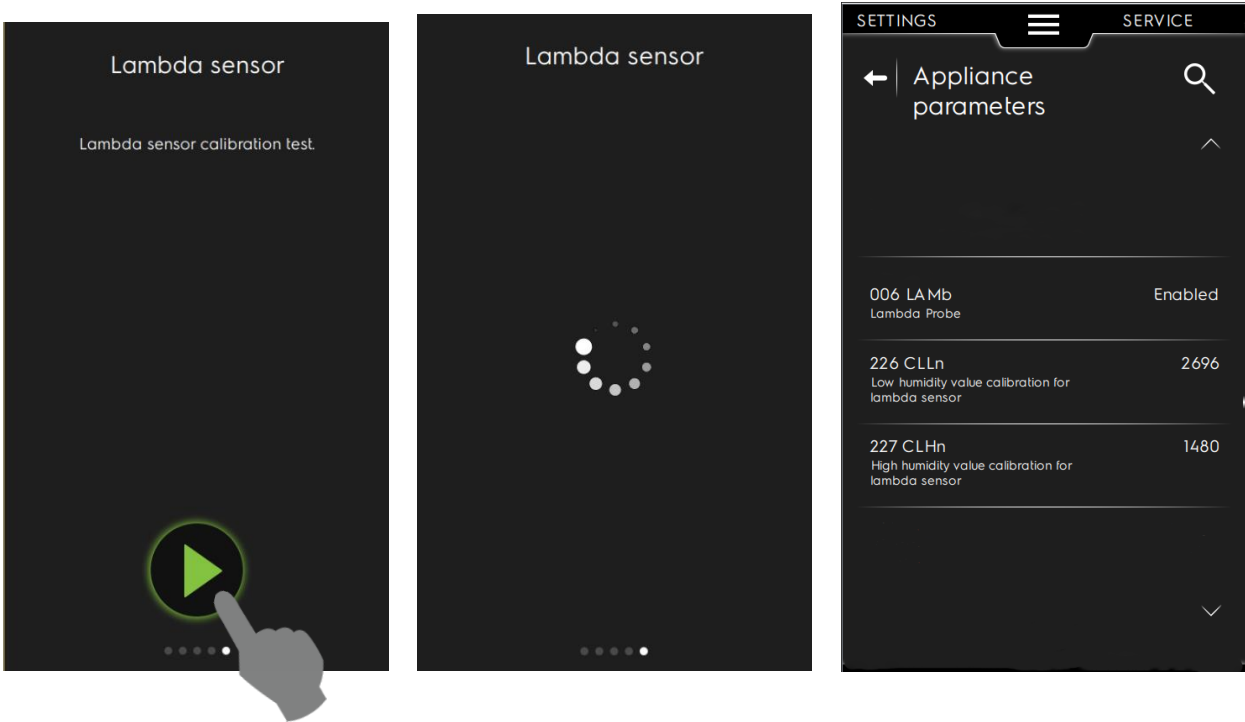 Lambda sensor
Lambda sensor calibration test.
Lambda sensor
SETTINGS
SERVICE
Appliance
parameters
006 LAMb
Enabled
Lambda Probe
226 CLLn
2696
Low humidity value calibration for
lambda sensor
227 CLHn
1480
High humidity value calibration for
lambda sensor